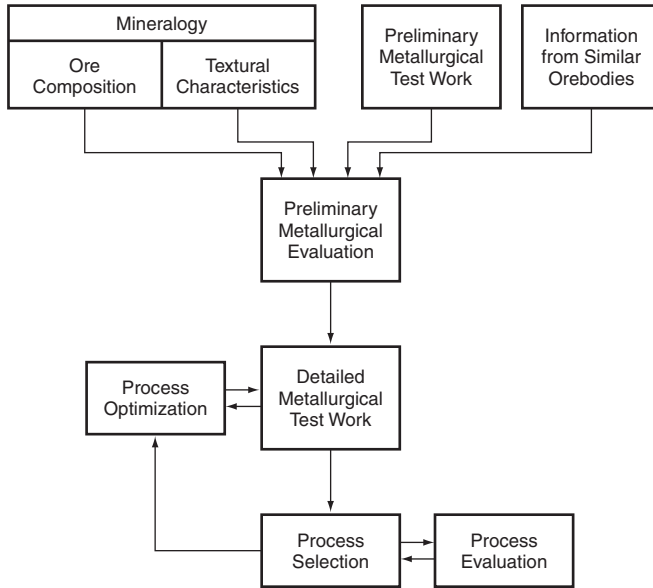 Mineralogy
Ore
Composition
Textural
Characteristics
Preliminary
Metallurgical
Test Work
Information
from Similar
Orebodies
Preliminary
Metallurgical
Evaluation
Process
Optimization
Detailed
Metallurgical
Test Work
Process
Selection
Process
Evaluation